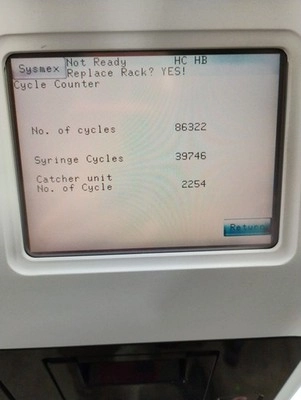 Sysmex Not Ready HC HB
Replace Rack? YES!
Cycle Counter
No. of cycles 86322
Syringe Cycles 39746
Catcher unit
No. of Cycle 2254
Return